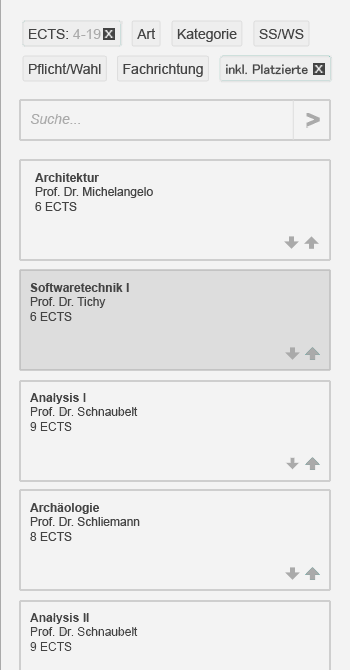 ECTS: 4-19 Art Kategorie SS/WS
Pflicht/Wahl Fachrichtung inkl. Platzierte
Suche... >
Architektur
Prof. Dr. Michelangelo
6 ECTS
Softwaretechnik I
Prof. Dr. Tichy
6 ECTS
Analysis I
Prof. Dr. Schnaubelt
9 ECTS
Archäologie
Prof. Dr. Schliemann
8 ECTS
Analysis II
Prof. Dr. Schnaubelt
9 ECTS